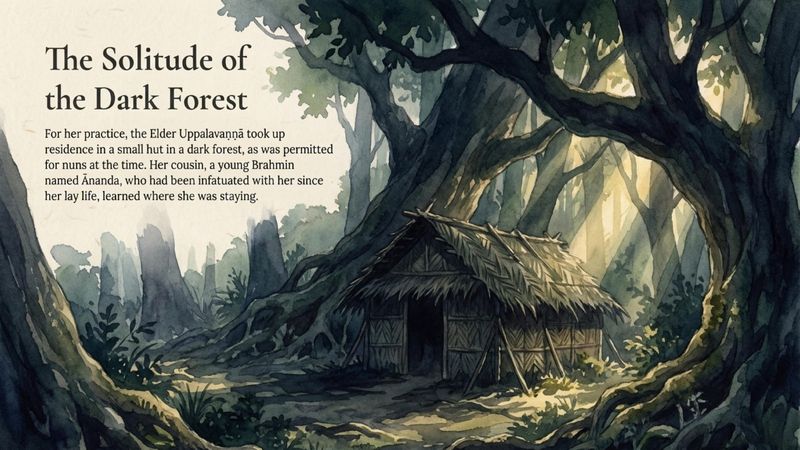 The Solitude of
the Dark Forest
For her practice, the Elder Uppalavaṇṇā took up
residence in a small hut in a dark forest, as was permitted
for nuns at the time. Her cousin, a young Brahmin
named Ānanda, who had been infatuated with her since
her lay life, learned where she was staying.